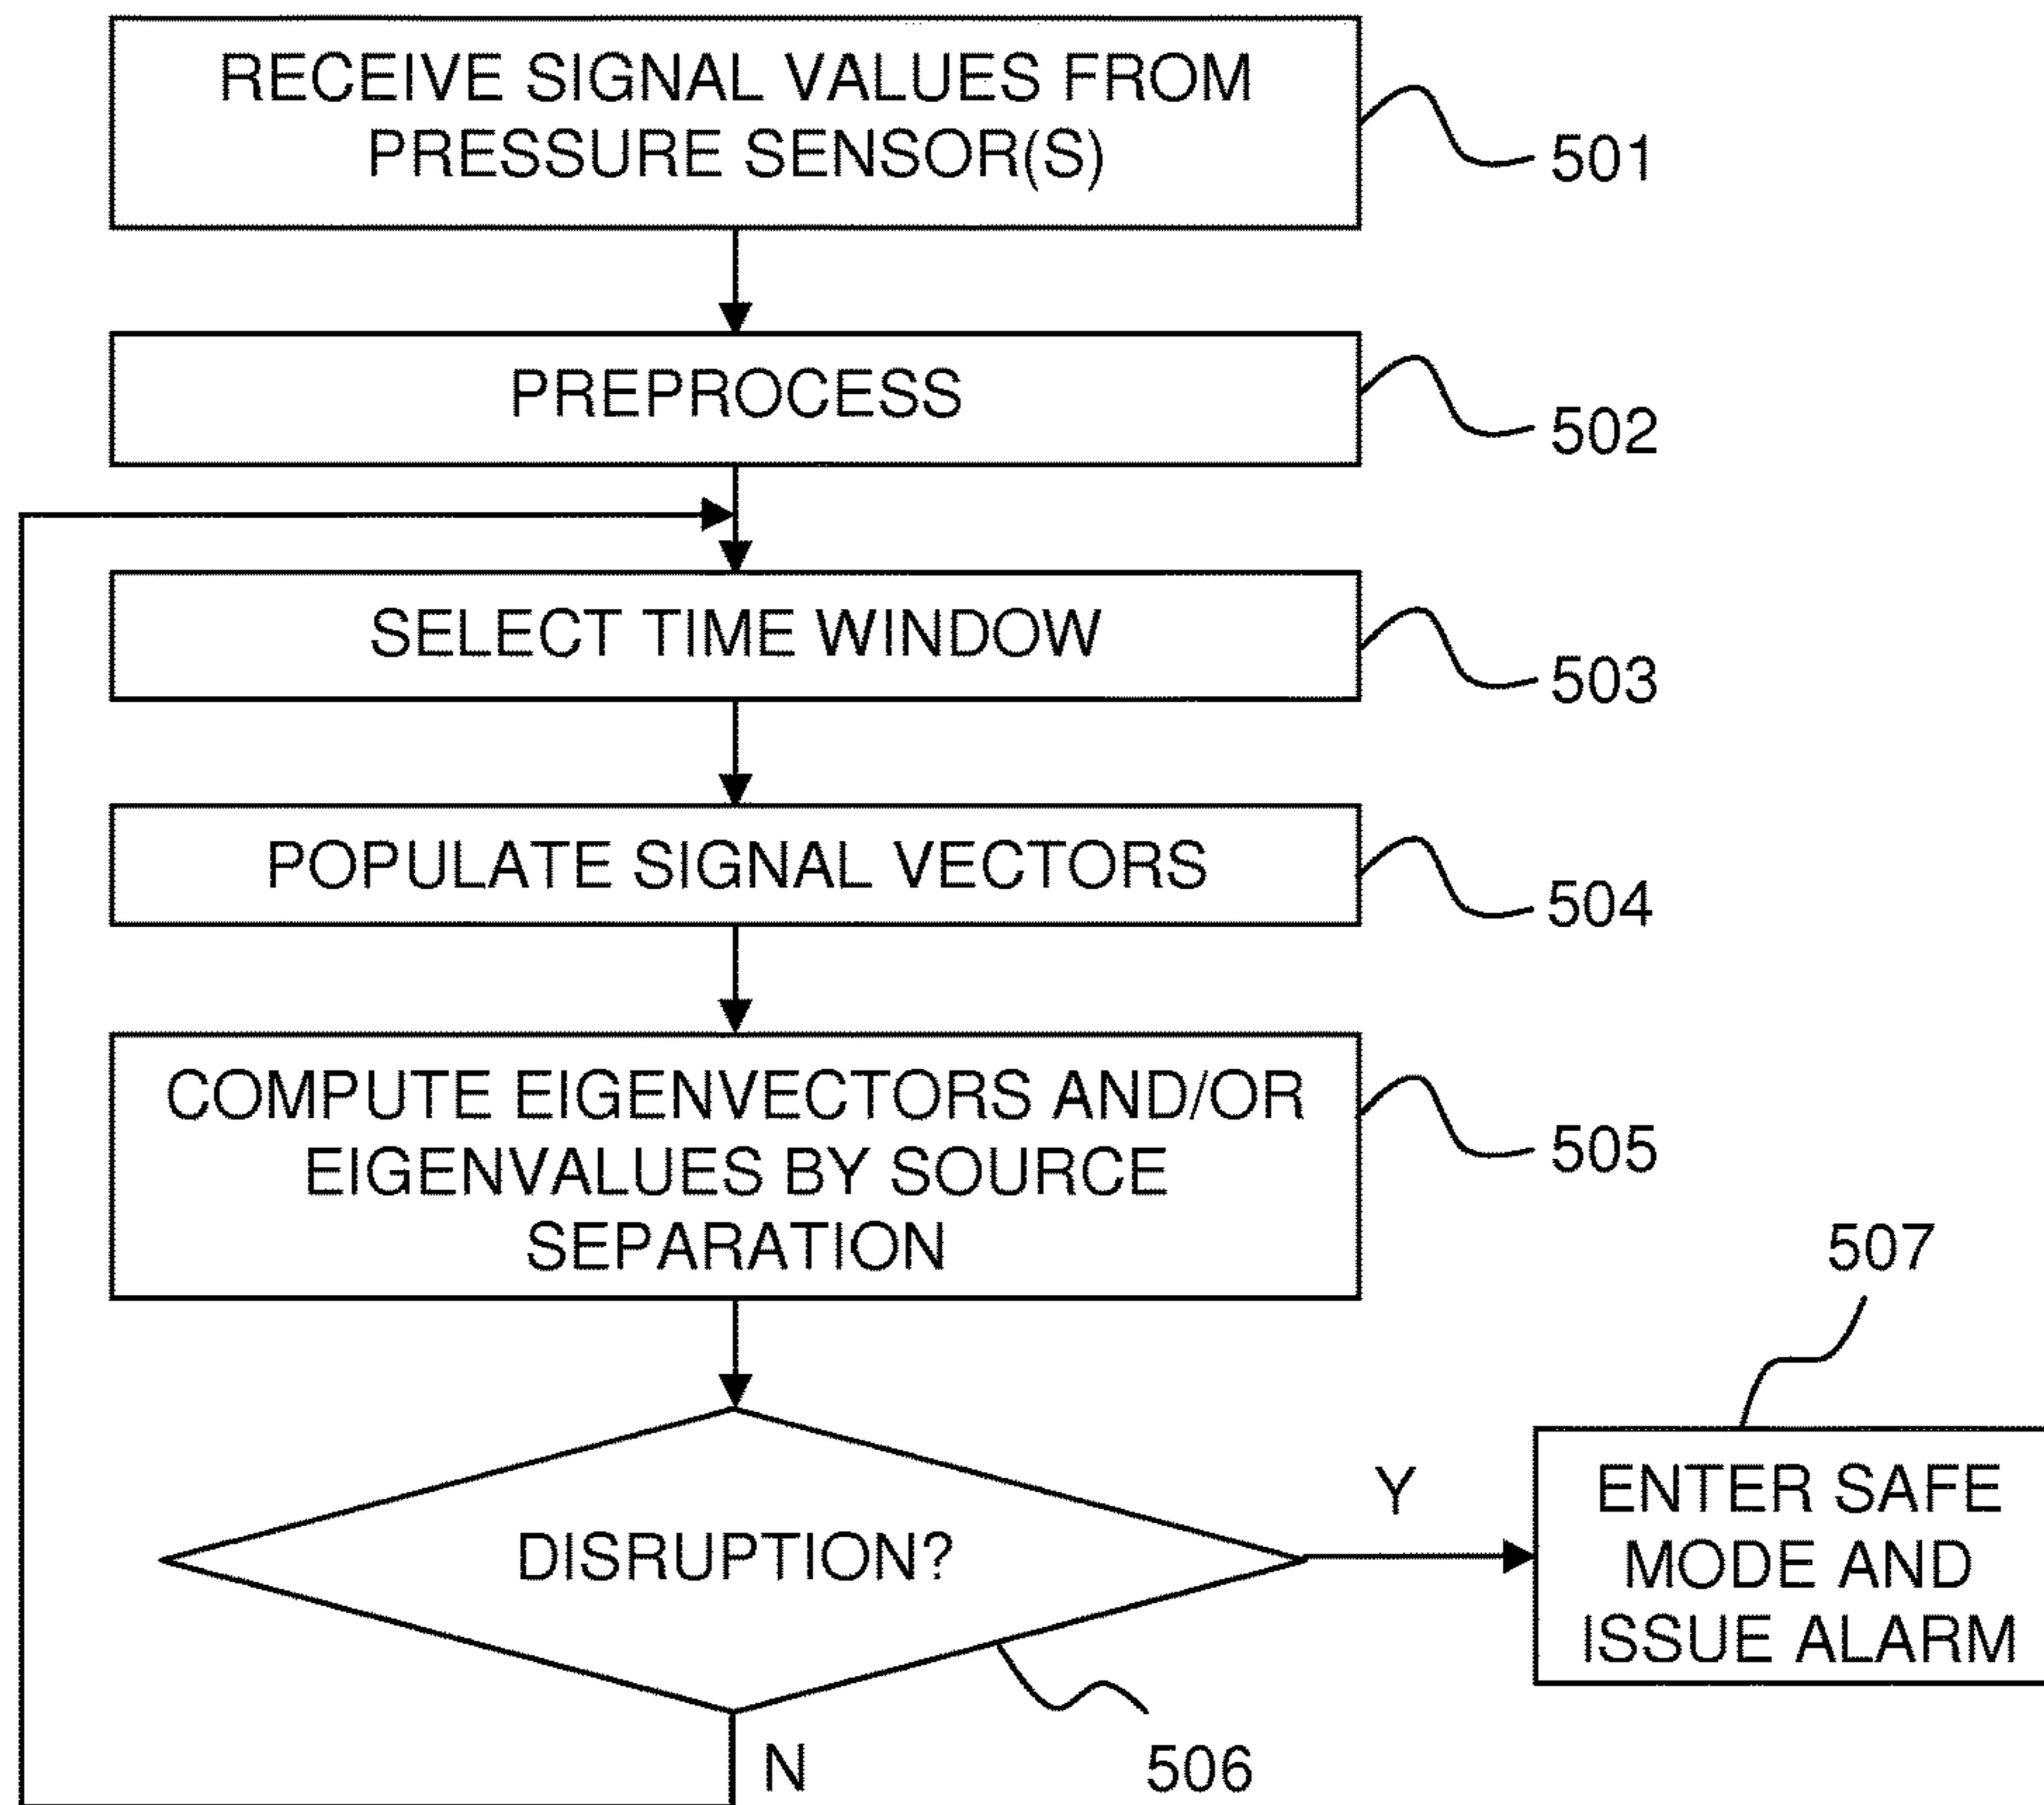 RECEIVE SIGNAL VALUES FROM
PRESSURE SENSOR(S)
501
PREPROCESS
502
SELECT TIME WINDOW
503
POPULATE SIGNAL VECTORS
504
COMPUTE EIGENVECTORS AND/OR
EIGENVALUES BY SOURCE
SEPARATION
505
507
DISRUPTION?
Y
ENTER SAFE
MODE AND
ISSUE ALARM
N
506